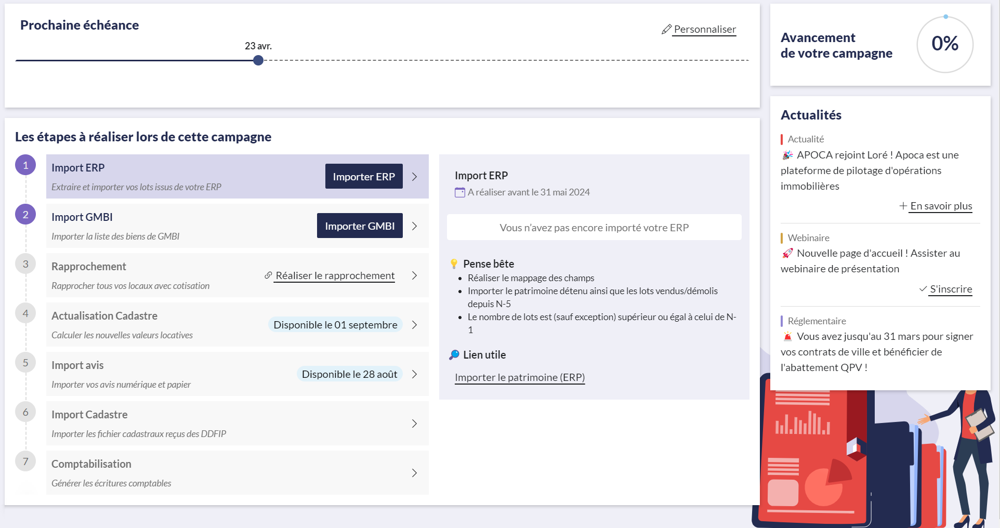 Prochaine échéance
Personnaliser
23 avr.
Les étapes à réaliser lors de cette campagne
1
Import ERP
Extraire et importer vos lots issus de votre ERP
Importer ERP
2
Import GMBI
Importer la liste des biens de GMBI
Importer GMBI
3
Rapprochement
Rapprocher tous vos locaux avec cotisation
Réaliser le rapprochement
4
Actualisation Cadastre
Calculer les nouvelles valeurs locatives
Disponible le 01 septembre
5
Import avis
Importer vos avis numérique et papier
Disponible le 28 août
6
Import Cadastre
Importer les fichier cadastraux reçus des DDFIP
7
Comptabilisation
Générer les écritures comptables
Import ERP
A réaliser avant le 31 mai 2024
Vous n’avez pas encore importé votre ERP
Pense bête
Réaliser le mappage des champs
Importer le patrimoine détenu ainsi que les lots vendus/démolis
depuis N-5
Le nombre de lots est (sauf exception) supérieur ou égal à celui de N-
1
Lien utile
Importer le patrimoine (ERP)
Avancement
de votre campagne
0%
Actualités
Actualité
🎉 APOCA rejoint Loré ! Apoca est une
plateforme de pilotage d'opérations
immobilières
En savoir plus
Webinaire
🚀 Nouvelle page d'accueil ! Assister au
webinaire de présentation
S'inscrire
Réglementaire
🚨 Vous avez jusqu'au 31 mars pour signer
vos contrats de ville et bénéficier de
l'abattement QPV !